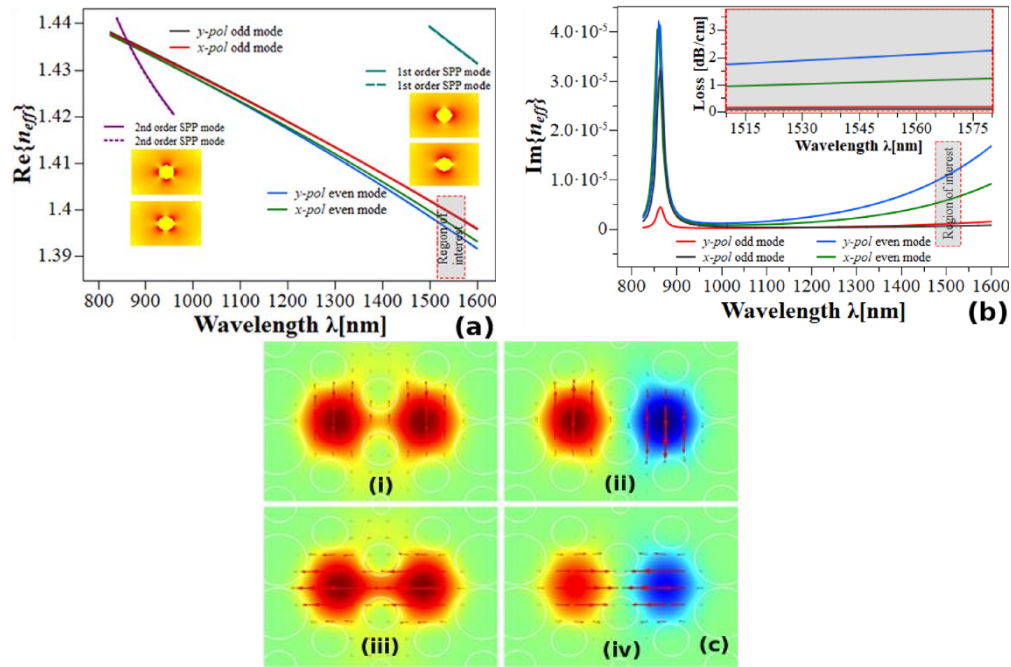 1.44
1.43
1.42
1.41
1.4
1.39
Re{n_eff}
y-pol odd mode
x-pol odd mode
1st order SPP mode
1st order SPP mode
2nd order SPP mode
2nd order SPP mode
y-pol even mode
x-pol even mode
Region of
interest
800 900 1000 1100 1200 1300 1400 1500 1600
Wavelength λ[nm]
(a)
4.0·10⁻⁵
3.0·10⁻⁵
2.0·10⁻⁵
1.0·10⁻⁵
0
Im{n_eff}
Loss [dB/cm]
3
2
1
0
1515 1530 1545 1560 1575
Wavelength λ[nm]
Region of interest
y-pol odd mode
y-pol even mode
x-pol odd mode
x-pol even mode
800 900 1000 1100 1200 1300 1400 1500 1600
Wavelength λ[nm]
(b)
(i)
(ii)
(iii)
(iv)
(c)